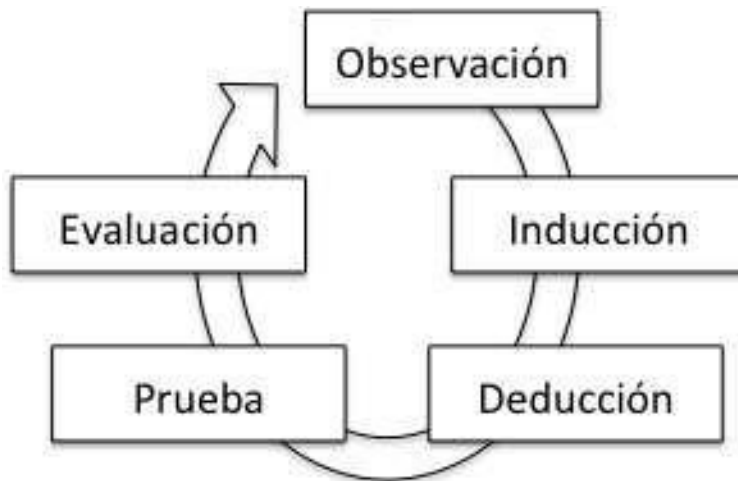 Observación
Inducción
Deducción
Prueba
Evaluación